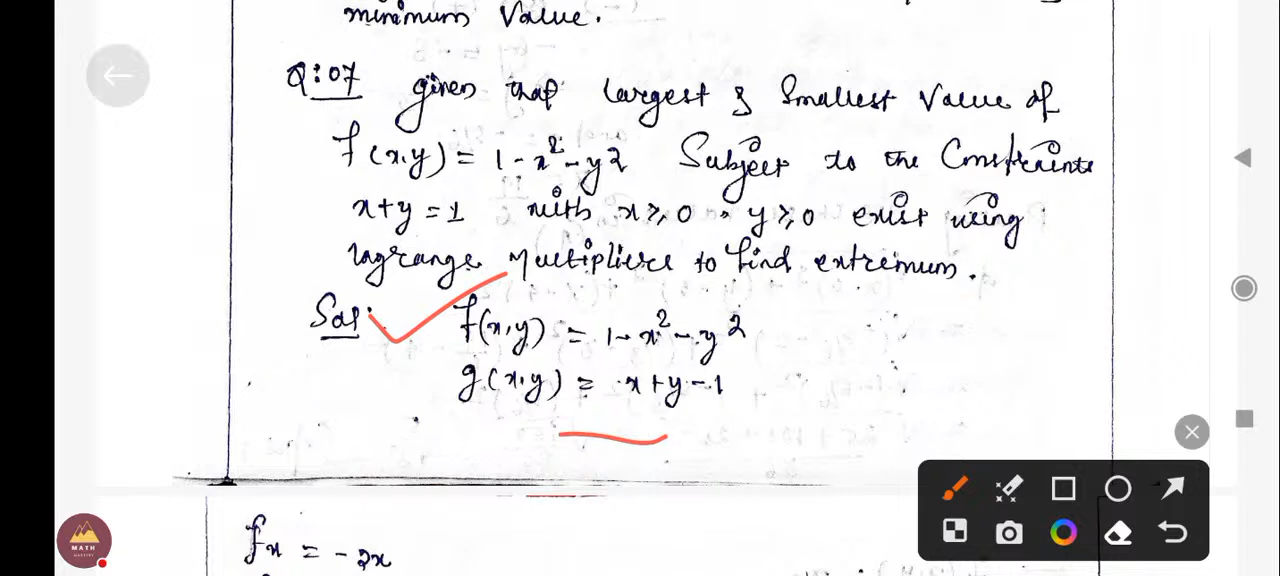 minimum Value.
Q:07 given that largest & Smallest Value of
f(x,y) = 1-x²-y2 Subject to the Constraints
x+y=1 with x≥0, y≥0 exist using
lagrange Multipliers to find extremum.
Sol: f(x,y) = 1-x²-y2
g(x,y) = x+y-1
fx = -2x
MATH